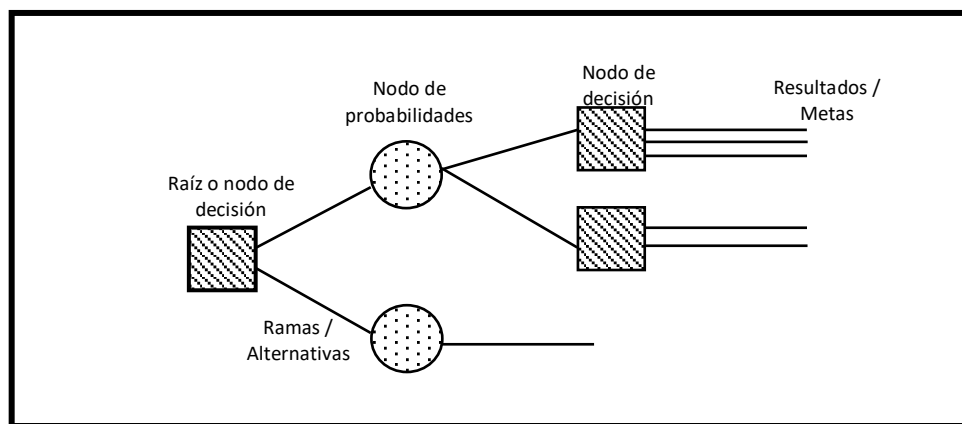 Nodo de
probabilidades
Nodo de
decisión
Resultados /
Metas
Raíz o nodo de
decisión
Ramas /
Alternativas